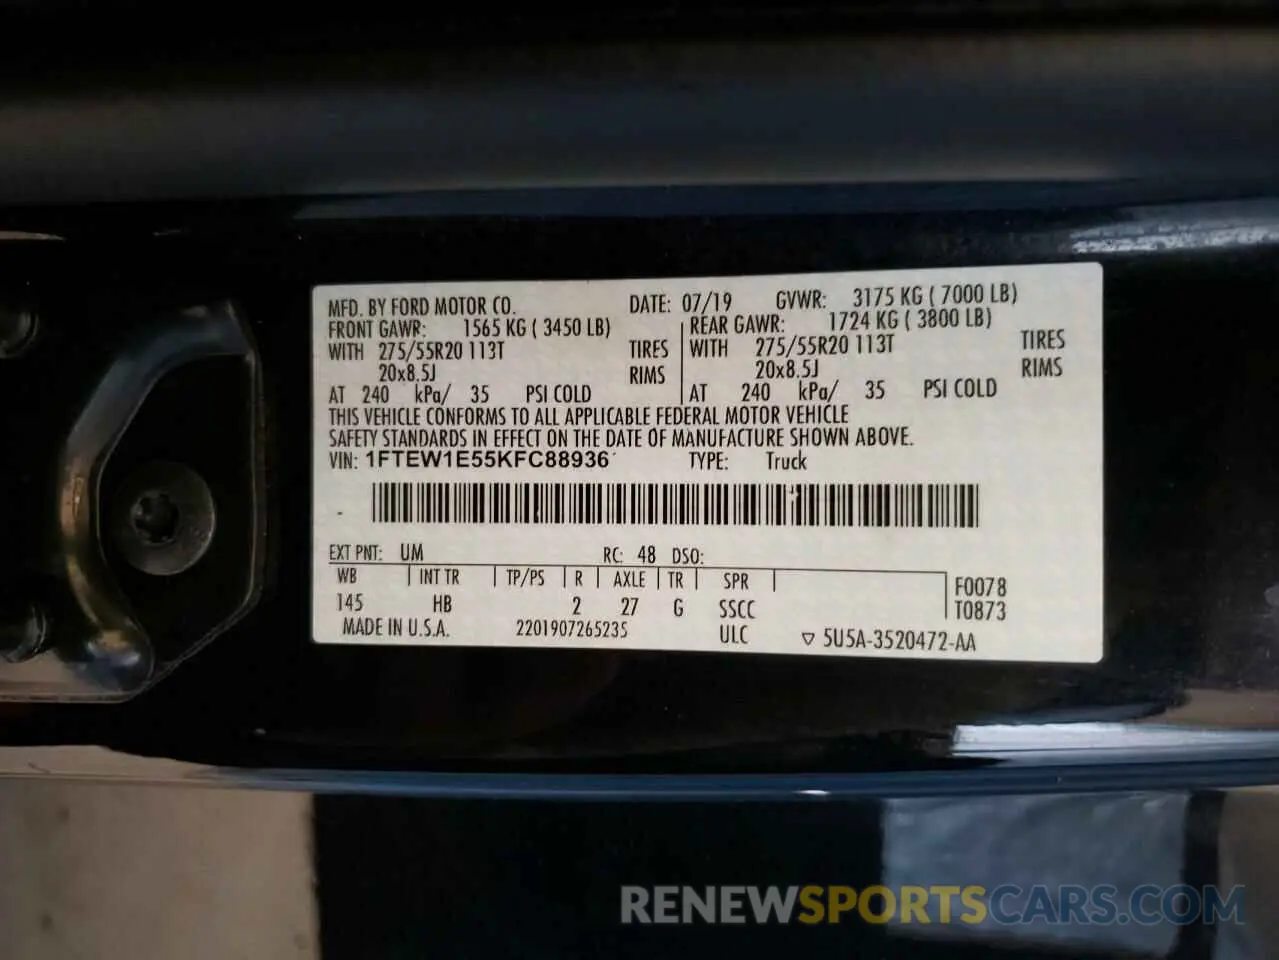 MFD. BY FORD MOTOR CO. DATE: 07/19 GVWR: 3175 KG ( 7000 LB)
FRONT GAWR: 1565 KG ( 3450 LB) REAR GAWR: 1724 KG ( 3800 LB)
WITH 275/55R20 113T TIRES WITH 275/55R20 113T TIRES
20x8.5J RIMS 20x8.5J RIMS
AT 240 kPa/ 35 PSI COLD AT 240 kPa/ 35 PSI COLD
THIS VEHICLE CONFORMS TO ALL APPLICABLE FEDERAL MOTOR VEHICLE
SAFETY STANDARDS IN EFFECT ON THE DATE OF MANUFACTURE SHOWN ABOVE.
VIN: 1FTEW1E55KFC88936 TYPE: Truck
EXT PNT: UM RC: 48 DSO:
WB INT TR TP/PS R AXLE TR SPR F0078
145 HB 2 27 G SSCC T0873
MADE IN U.S.A. 2201907265235 ULC ▽ 5U5A-3520472-AA
RENEWSPORTSCARS.COM